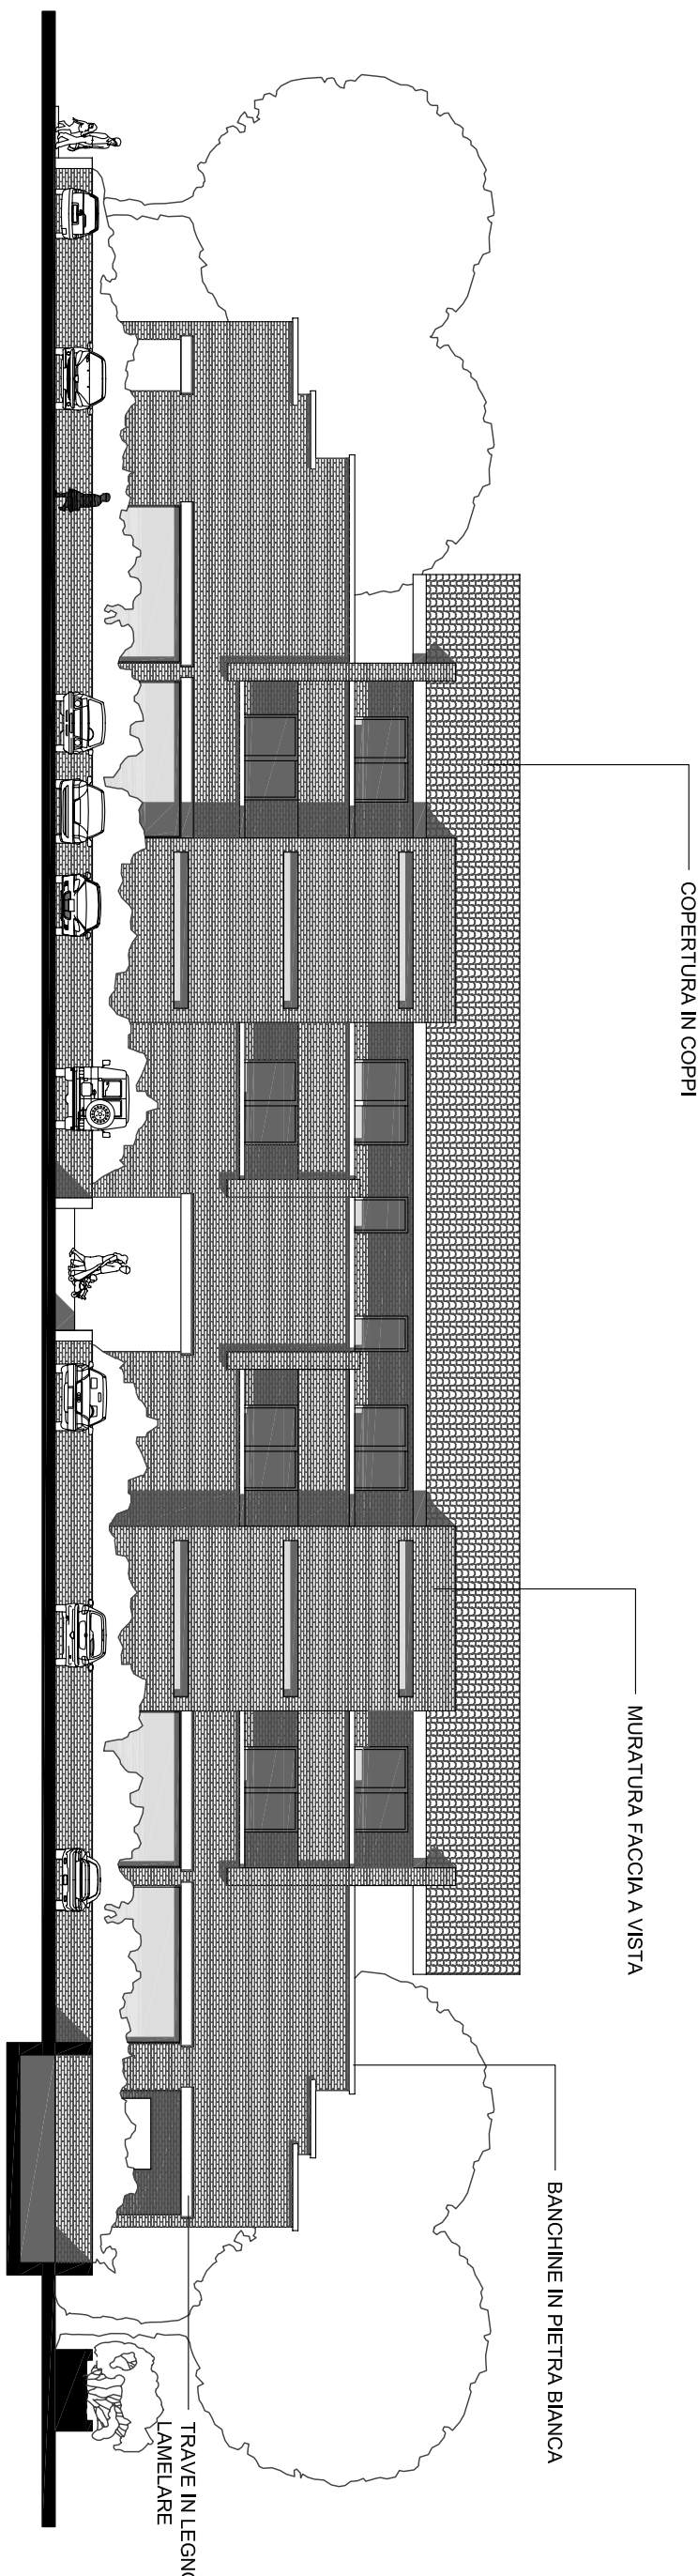 COPERTURA IN COPPI
MURATURA FACCIA A VISTA
BANCHINE IN PIETRA BIANCA
TRAVE IN LEGNO
LAMELARE